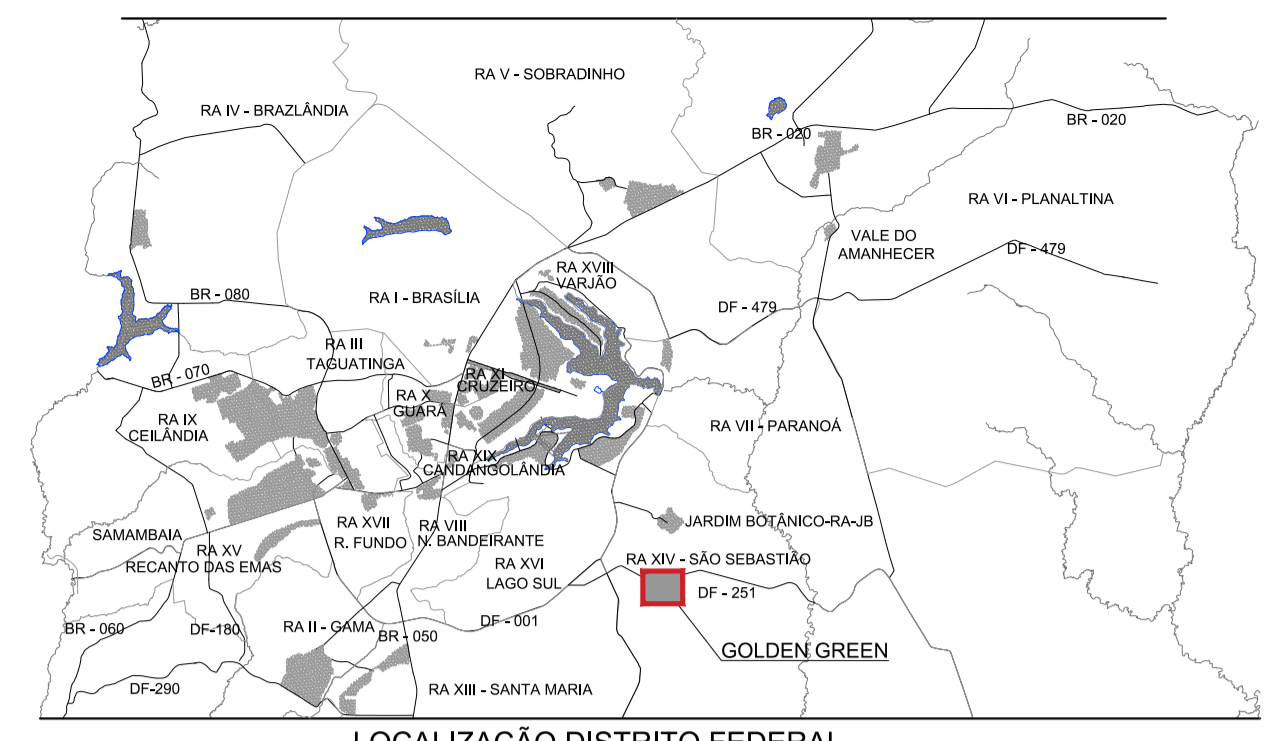 RA V - SOBRADINHO
RA IV - BRAZLÂNDIA
BR - 020
BR - 020
RA VI - PLANALTINA
VALE DO
AMANHECER
DF - 479
RA XVIII
VARJÃO
BR - 080
RA I - BRASÍLIA
DF - 479
RA III
TAGUATINGA
BR - 070
RA XI
CRUZEIRO
RA X
GUARÁ
RA IX
CEILÂNDIA
RA VII - PARANOÁ
RA XIX
CANDANGOLÂNDIA
JARDIM BOTÂNICO-RA-JB
SAMAMBAIA
RA XVII
R. FUNDO
RA VIII
N. BANDEIRANTE
RA XV
RECANTO DAS EMAS
RA XVI
LAGO SUL
RA XIV - SÃO SEBASTIÃO
DF - 251
DF - 001
BR - 060
DF-180
RA II - GAMA
BR - 050
GOLDEN GREEN
DF-290
RA XIII - SANTA MARIA
LOCALIZAÇÃO DISTRITO FEDERAL